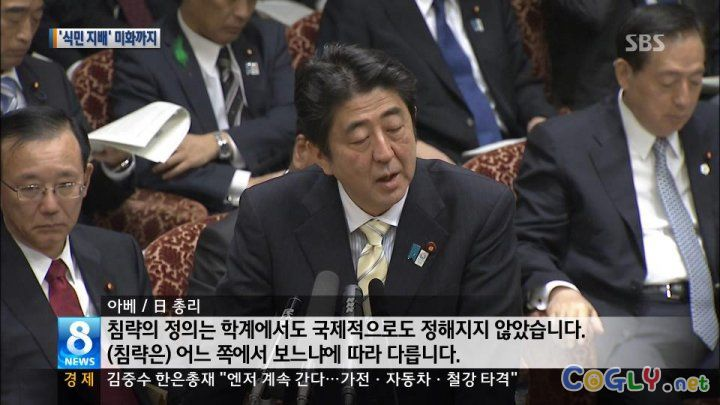 '식민 지배' 미화까지
SBS
아베 / 日 총리
침략의 정의는 학계에서도 국제적으로도 정해지지 않았습니다.
(침략은) 어느 쪽에서 보느냐에 따라 다릅니다.
8
NEWS
경 제
김중수 한은총재 "엔저 계속 간다…가전·자동차·철강 타격"
COGLY.net